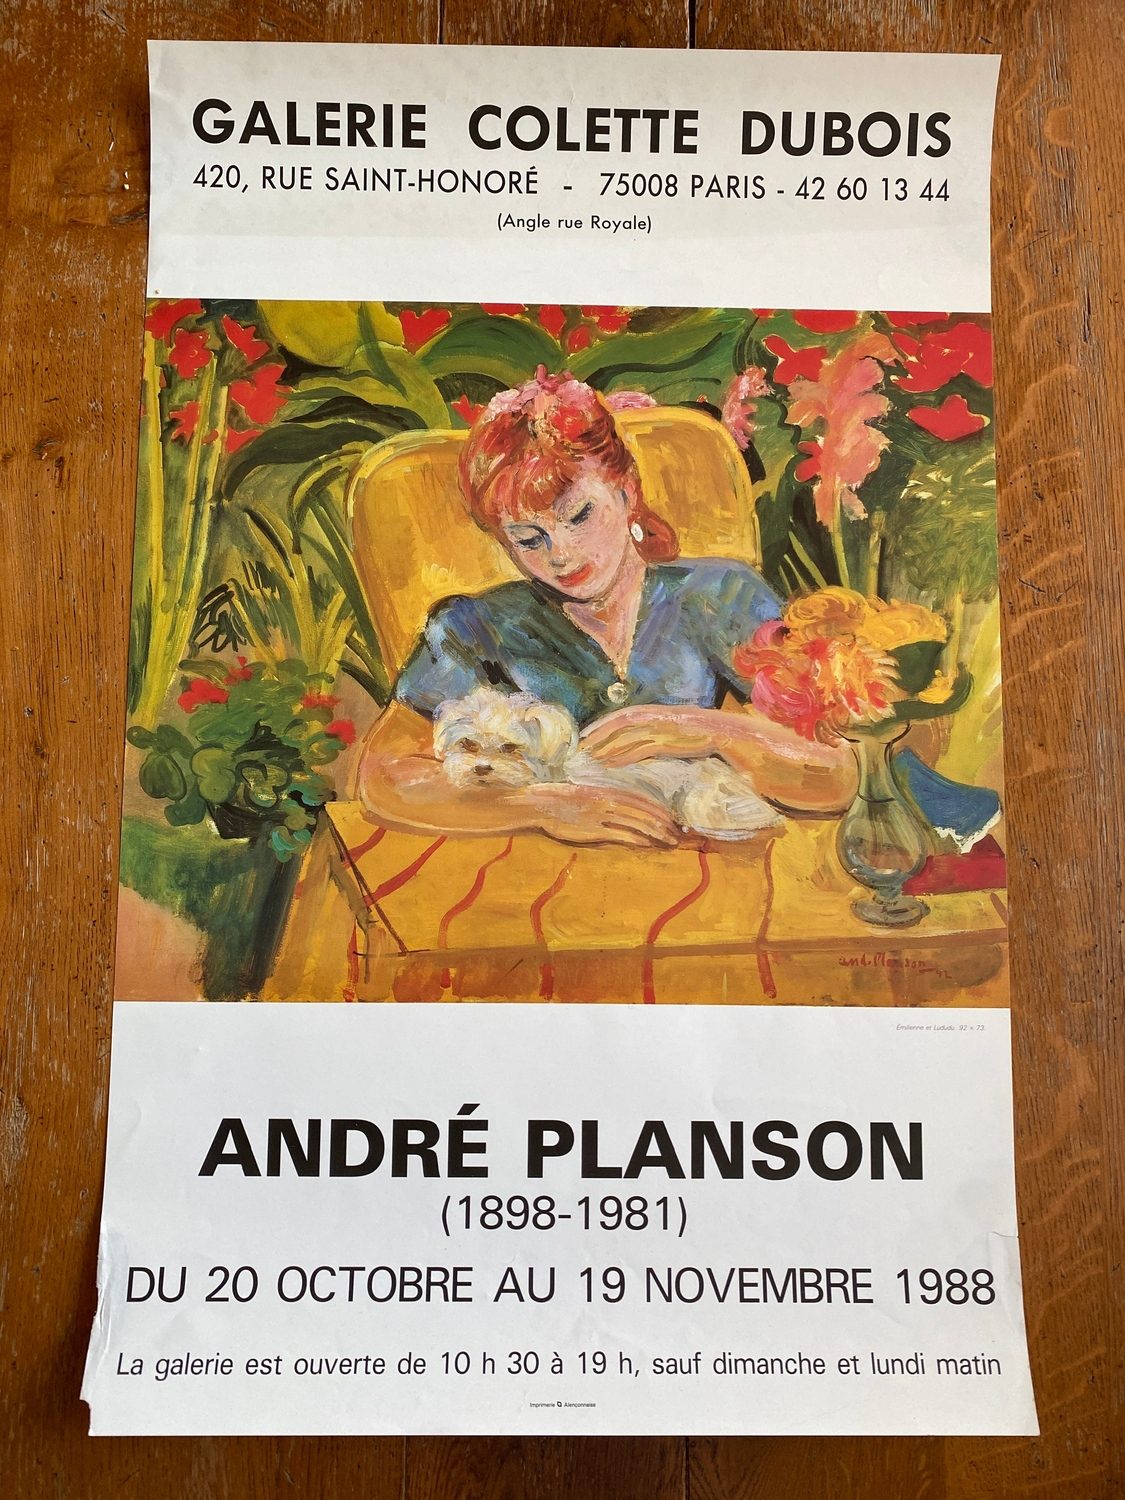 GALERIE COLETTE DUBOIS
420, RUE SAINT-HONORÉ - 75008 PARIS - 42 60 13 44
(Angle rue Royale)
andré Planson
Émilienne et Lududu. 92 x 73.
ANDRÉ PLANSON
(1898-1981)
DU 20 OCTOBRE AU 19 NOVEMBRE 1988
La galerie est ouverte de 10 h 30 à 19 h, sauf dimanche et lundi matin
Imprimerie Alençonnaise